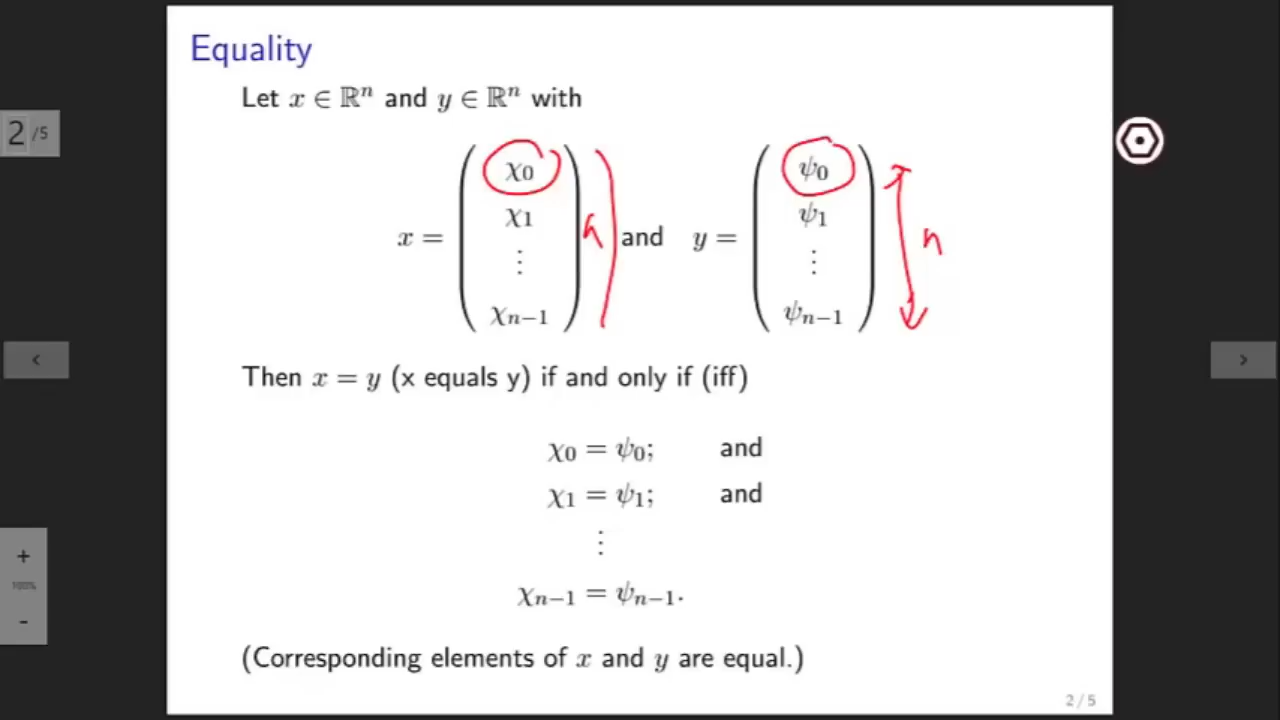 Equality
Let x ∈ ℝⁿ and y ∈ ℝⁿ with
2 /5
x = ( χ₀ χ₁ ⋮ χₙ₋₁ ) n and y = ( ψ₀ ψ₁ ⋮ ψₙ₋₁ ) n
< >
Then x = y (x equals y) if and only if (iff)
χ₀ = ψ₀; and
χ₁ = ψ₁; and
⋮
+
100%
-
χₙ₋₁ = ψₙ₋₁.
(Corresponding elements of x and y are equal.)
2 / 5